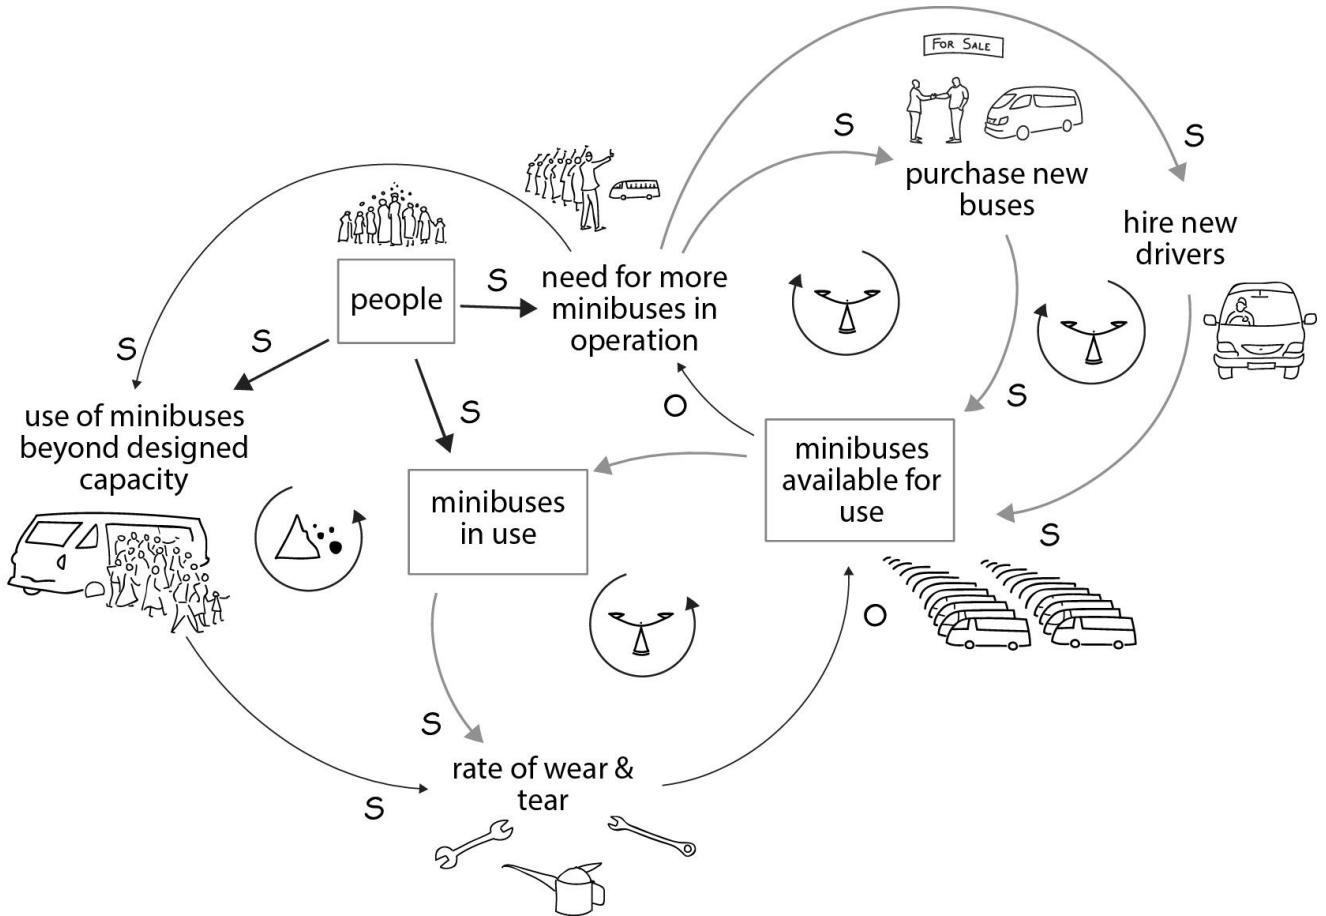 FOR SALE
S
S
purchase new
buses
hire new
drivers
people
S
need for more
minibuses in
operation
S
S
use of minibuses
beyond designed
capacity
S
O
S
minibuses
available for
use
minibuses
in use
S
O
S
rate of wear &
tear
S